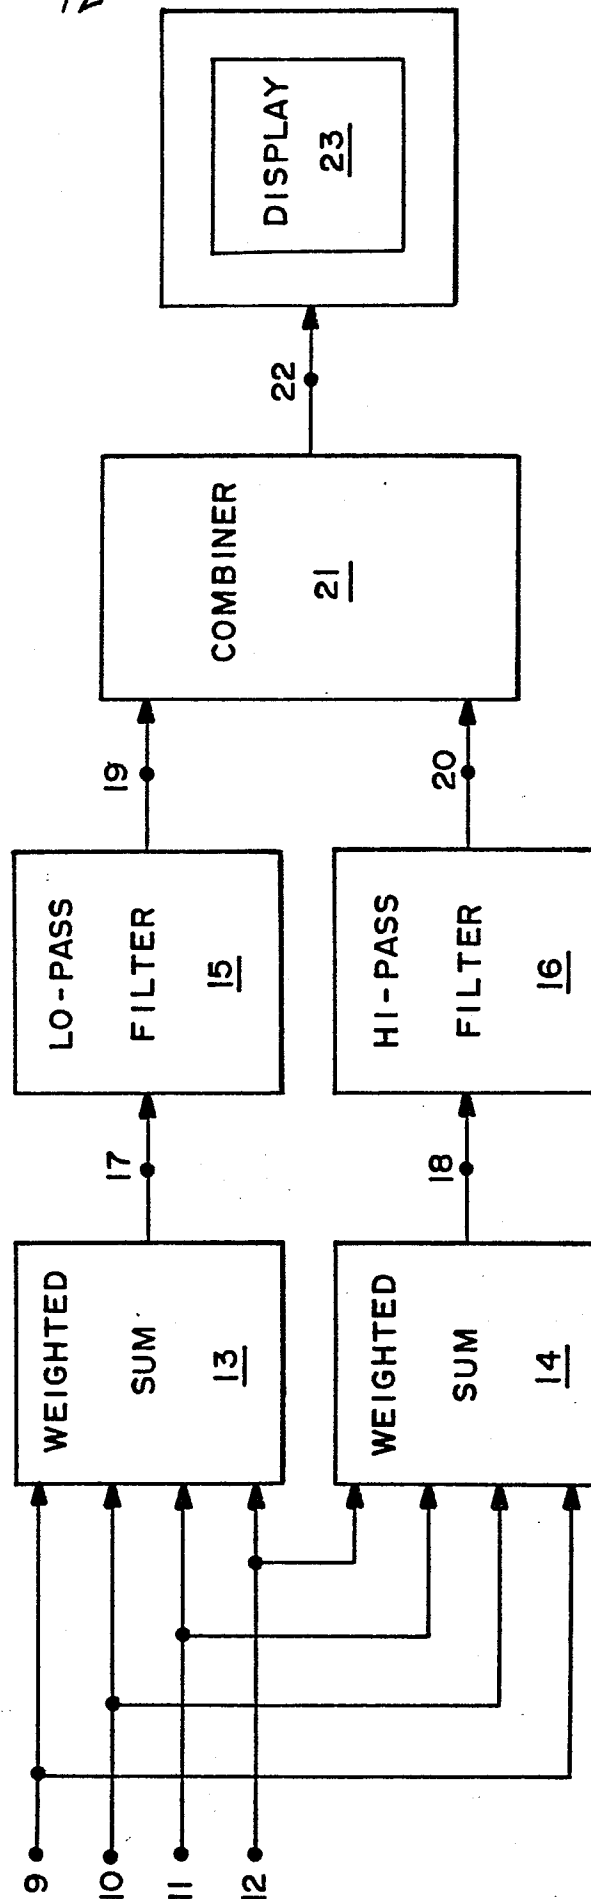 9
10
11
12
WEIGHTED
SUM
13
WEIGHTED
SUM
14
17
18
LO-PASS
FILTER
15
HI-PASS
FILTER
16
19
20
COMBINER
21
22
DISPLAY
23